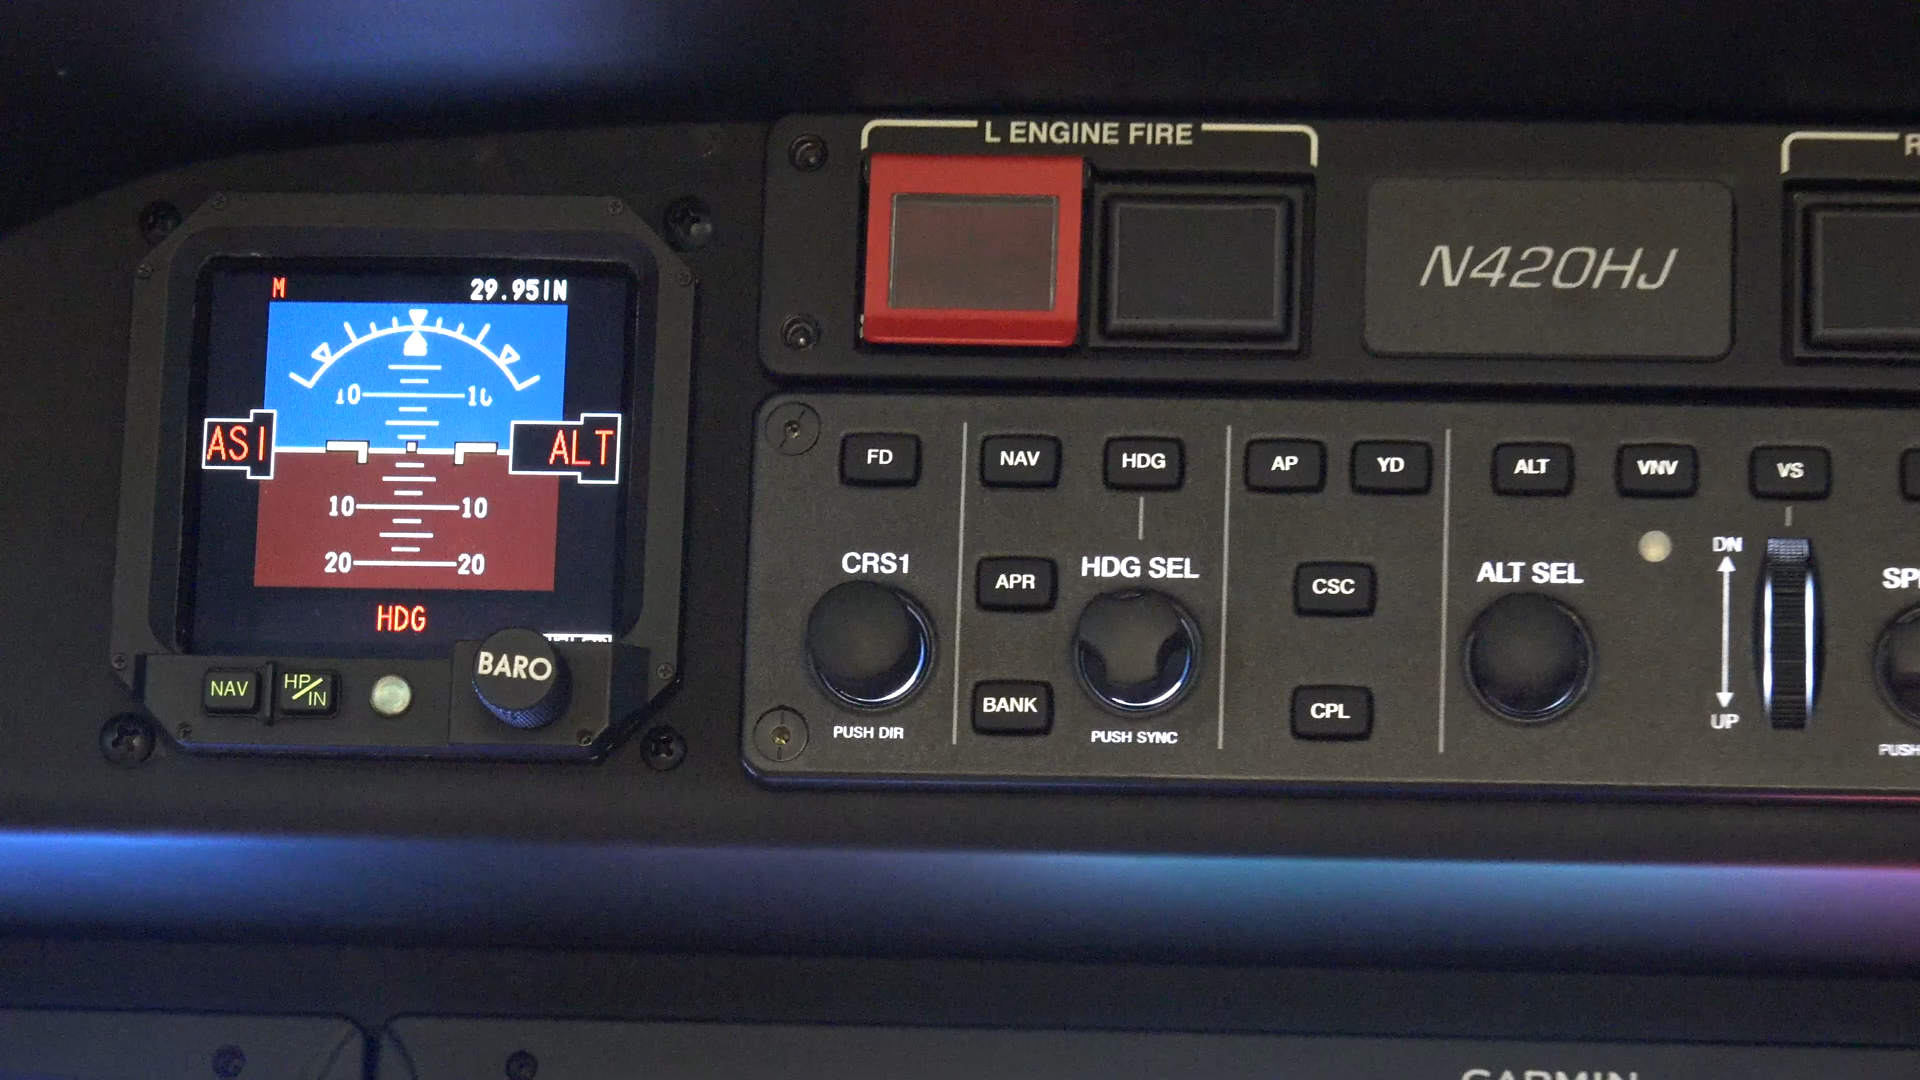 L ENGINE FIRE
N420HJ
M 29.95IN
10 10
ASI ALT
10 10
20 20
HDG
NAV HP/IN BARO
FD NAV HDG AP YD ALT VNV VS
CRS1 APR HDG SEL CSC ALT SEL DN
BANK CPL UP
PUSH DIR PUSH SYNC PUSH
GARMIN